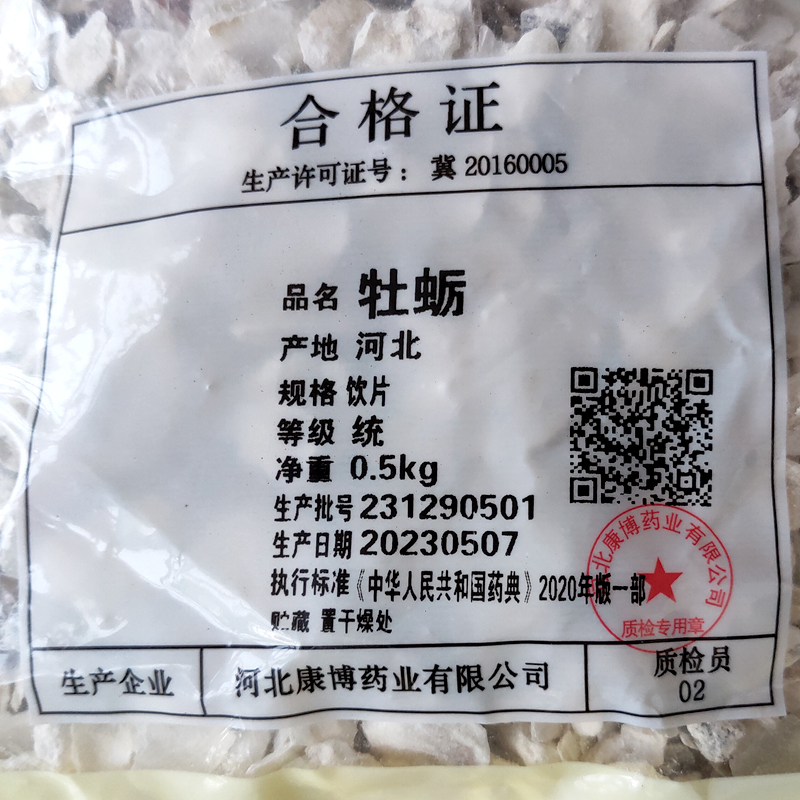 合格证
生产许可证号：冀 20160005
品名 牡蛎
产地 河北
规格 饮片
等级 统
净重 0.5kg
生产批号 231290501
生产日期 20230507
执行标准《中华人民共和国药典》2020年版一部
贮藏 置干燥处
北康博药业有限公司
质检专用章
生产企业 河北康博药业有限公司 质检员 02